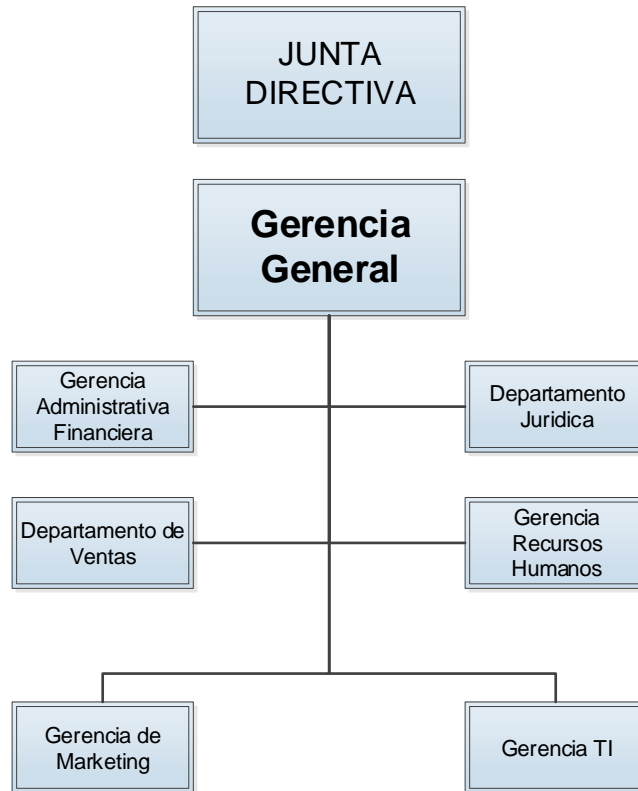 JUNTA
DIRECTIVA
Gerencia
General
Gerencia
Administrativa
Financiera
Departamento
Juridica
Departamento de
Ventas
Gerencia
Recursos
Humanos
Gerencia de
Marketing
Gerencia TI